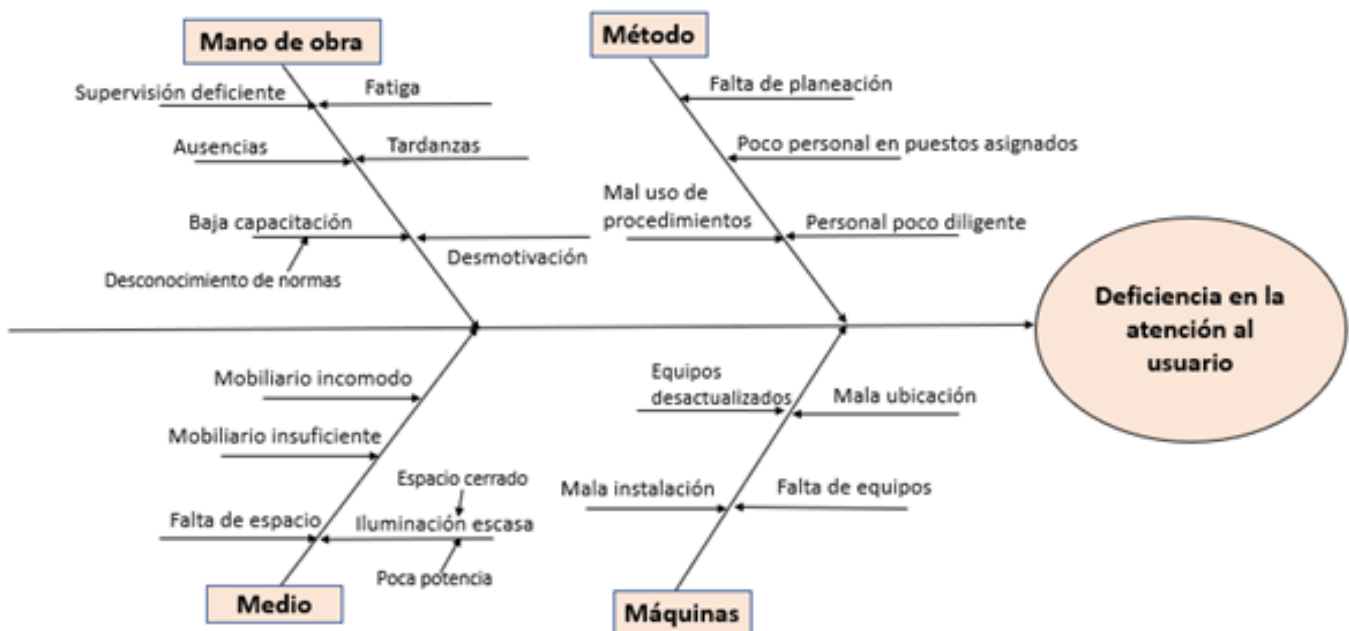 Mano de obra
Método
Supervisión deficiente
Fatiga
Ausencias
Tardanzas
Baja capacitación
Desconocimiento de normas
Desmotivación
Falta de planeación
Poco personal en puestos asignados
Mal uso de
procedimientos
Personal poco diligente
Deficiencia en la
atención al
usuario
Mobiliario incomodo
Mobiliario insuficiente
Falta de espacio
Espacio cerrado
Iluminación escasa
Poca potencia
Medio
Equipos
desactualizados
Mala ubicación
Mala instalación
Falta de equipos
Máquinas